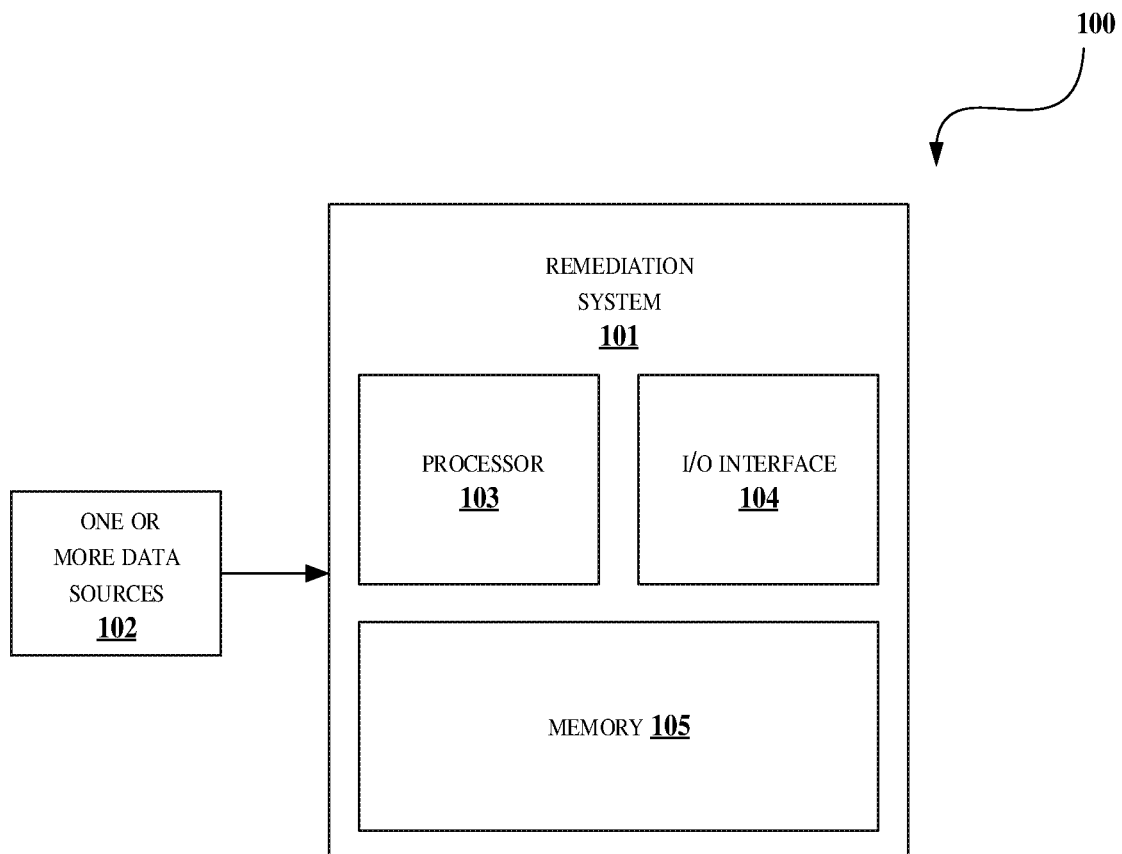 100
REMEDIATION
SYSTEM
101
PROCESSOR
103
I/O INTERFACE
104
ONE OR
MORE DATA
SOURCES
102
MEMORY 105